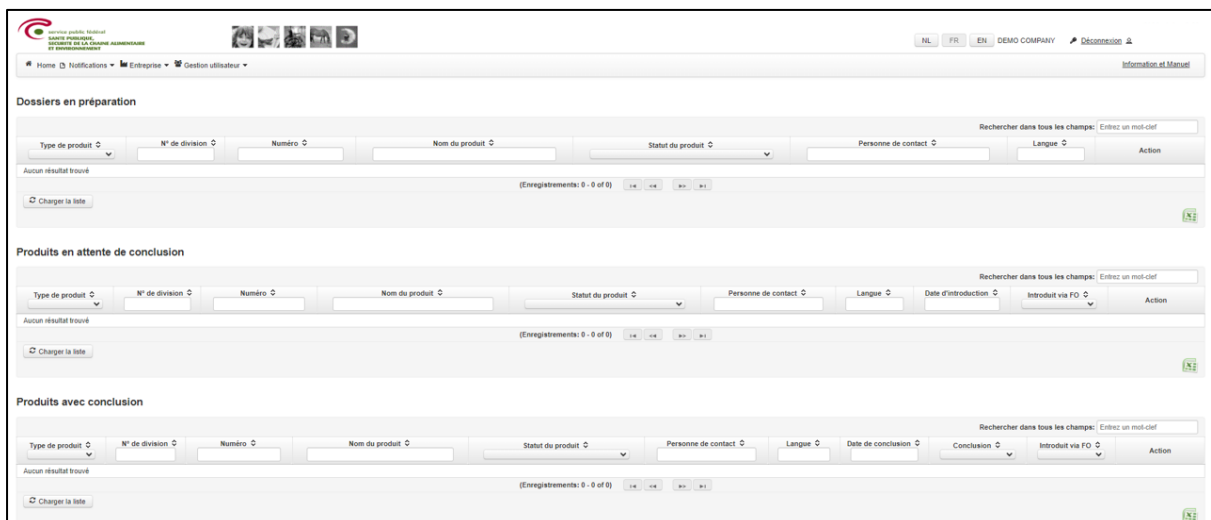 service public fédéral
SANTE PUBLIQUE,
SECURITE DE LA CHAINE ALIMENTAIRE
ET ENVIRONNEMENT
NL FR EN DEMO COMPANY Déconnexion
Home Notifications Entreprise Gestion utilisateur Information et Manuel
Dossiers en préparation
Rechercher dans tous les champs: Entrez un mot-clef
Type de produit N° de division Numéro Nom du produit Statut du produit Personne de contact Langue Action
Aucun résultat trouvé
(Enregistrements: 0 - 0 of 0)
Charger la liste
Produits en attente de conclusion
Rechercher dans tous les champs: Entrez un mot-clef
Type de produit N° de division Numéro Nom du produit Statut du produit Personne de contact Langue Date d'introduction Introduit via FO Action
Aucun résultat trouvé
(Enregistrements: 0 - 0 of 0)
Charger la liste
Produits avec conclusion
Rechercher dans tous les champs: Entrez un mot-clef
Type de produit N° de division Numéro Nom du produit Statut du produit Personne de contact Langue Date de conclusion Conclusion Introduit via FO Action
Aucun résultat trouvé
(Enregistrements: 0 - 0 of 0)
Charger la liste